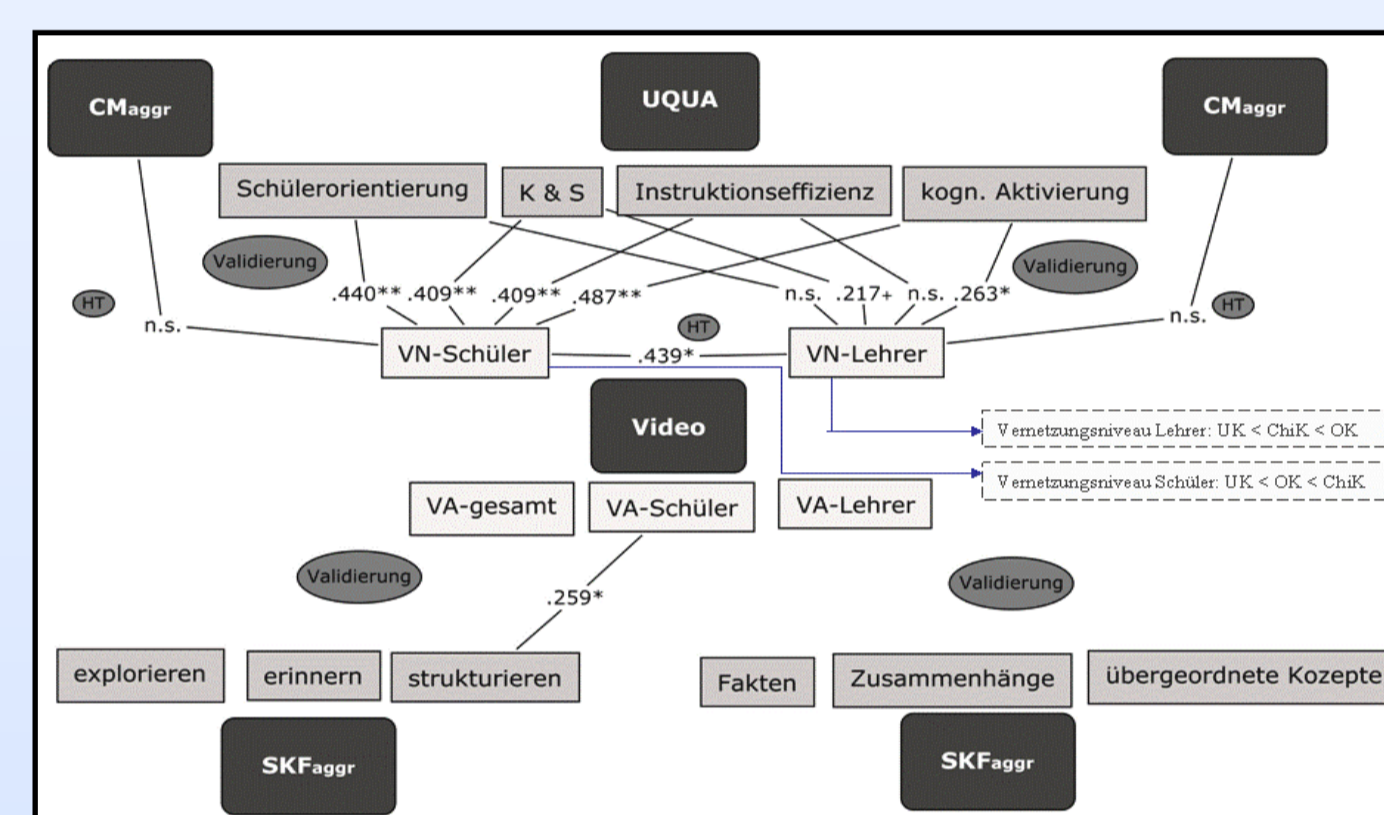 CMaggr
UQUA
CMaggr
Schülerorientierung
K & S
Instruktionseffizienz
kogn. Aktivierung
Validierung
Validierung
.440**
.409**
.409**
.487**
n.s.
.217+
n.s.
.263*
HT
n.s.
HT
n.s.
HT
VN-Schüler
.439*
VN-Lehrer
Video
Vernetzungsniveau Lehrer: UK < ChiK < OK
Vernetzungsniveau Schüler: UK < OK < ChiK
VA-gesamt
VA-Schüler
VA-Lehrer
Validierung
Validierung
.259*
explorieren
erinnern
strukturieren
Fakten
Zusammenhänge
übergeordnete Kozepte
SKFaggr
SKFaggr